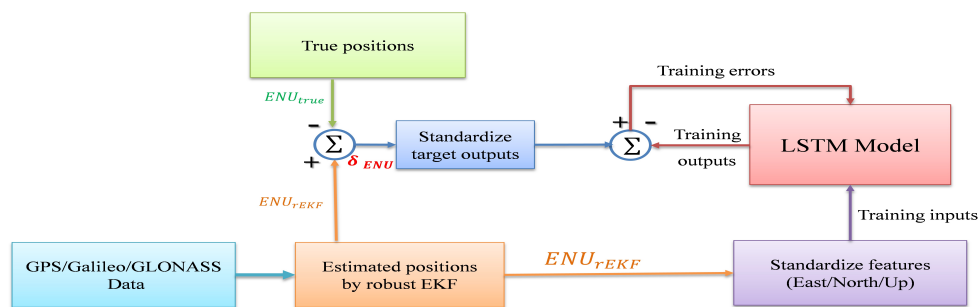 True positions
Training errors
ENU_true
- + -
Σ
Standardize
target outputs
Σ
Training
outputs
LSTM Model
+
δ ENU
ENU_rEKF
Training inputs
GPS/Galileo/GLONASS
Data
Estimated positions
by robust EKF
ENU_rEKF
Standardize features
(East/North/Up)